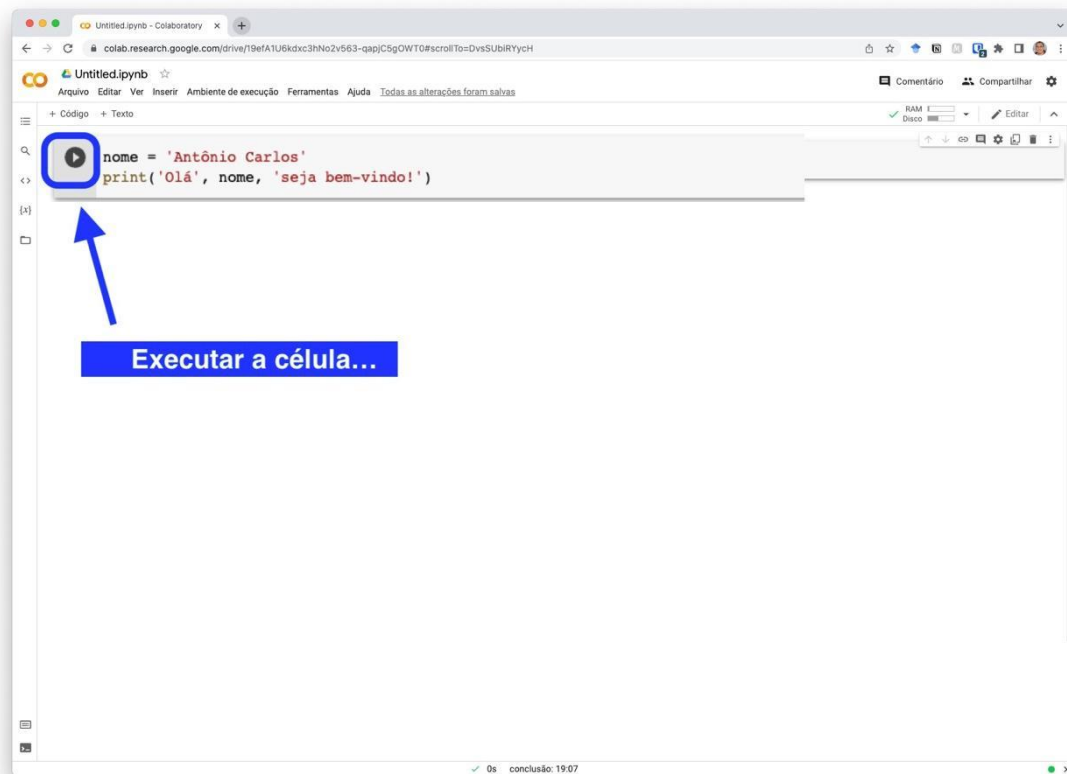 Untitled.ipynb - Colaboratory
colab.research.google.com/drive/19efA1U6kdxc3hNo2v563-qapjC5gOWT0#scrollTo=DvsSUbiRYycH
Untitled.ipynb
Comentário Compartilhar
Arquivo Editar Ver Inserir Ambiente de execução Ferramentas Ajuda Todas as alterações foram salvas
+ Código + Texto
RAM
Disco
Editar
nome = 'Antônio Carlos'
print('Olá', nome, 'seja bem-vindo!')
{x}
Executar a célula...
0s conclusão: 19:07